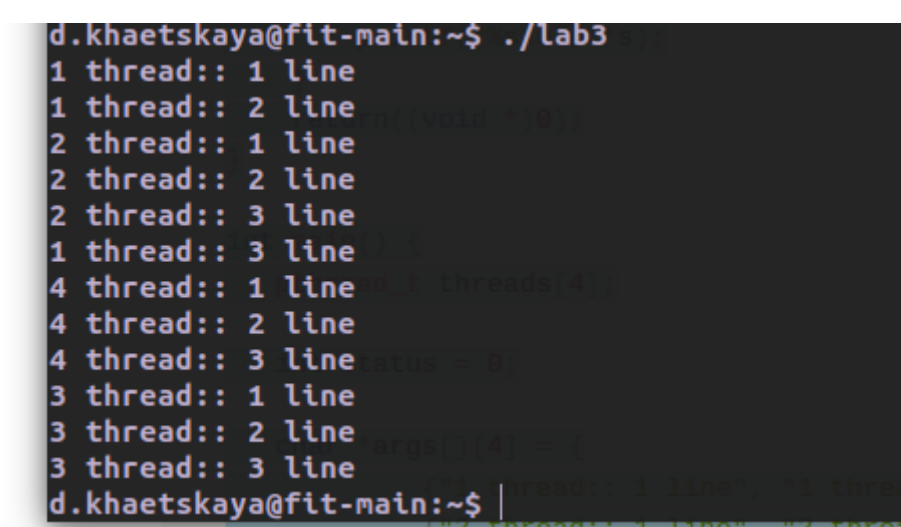 d.khaetskaya@fit-main:~$ ./lab3
1 thread:: 1 line
1 thread:: 2 line
2 thread:: 1 line
2 thread:: 2 line
2 thread:: 3 line
1 thread:: 3 line
4 thread:: 1 line
4 thread:: 2 line
4 thread:: 3 line
3 thread:: 1 line
3 thread:: 2 line
3 thread:: 3 line
d.khaetskaya@fit-main:~$